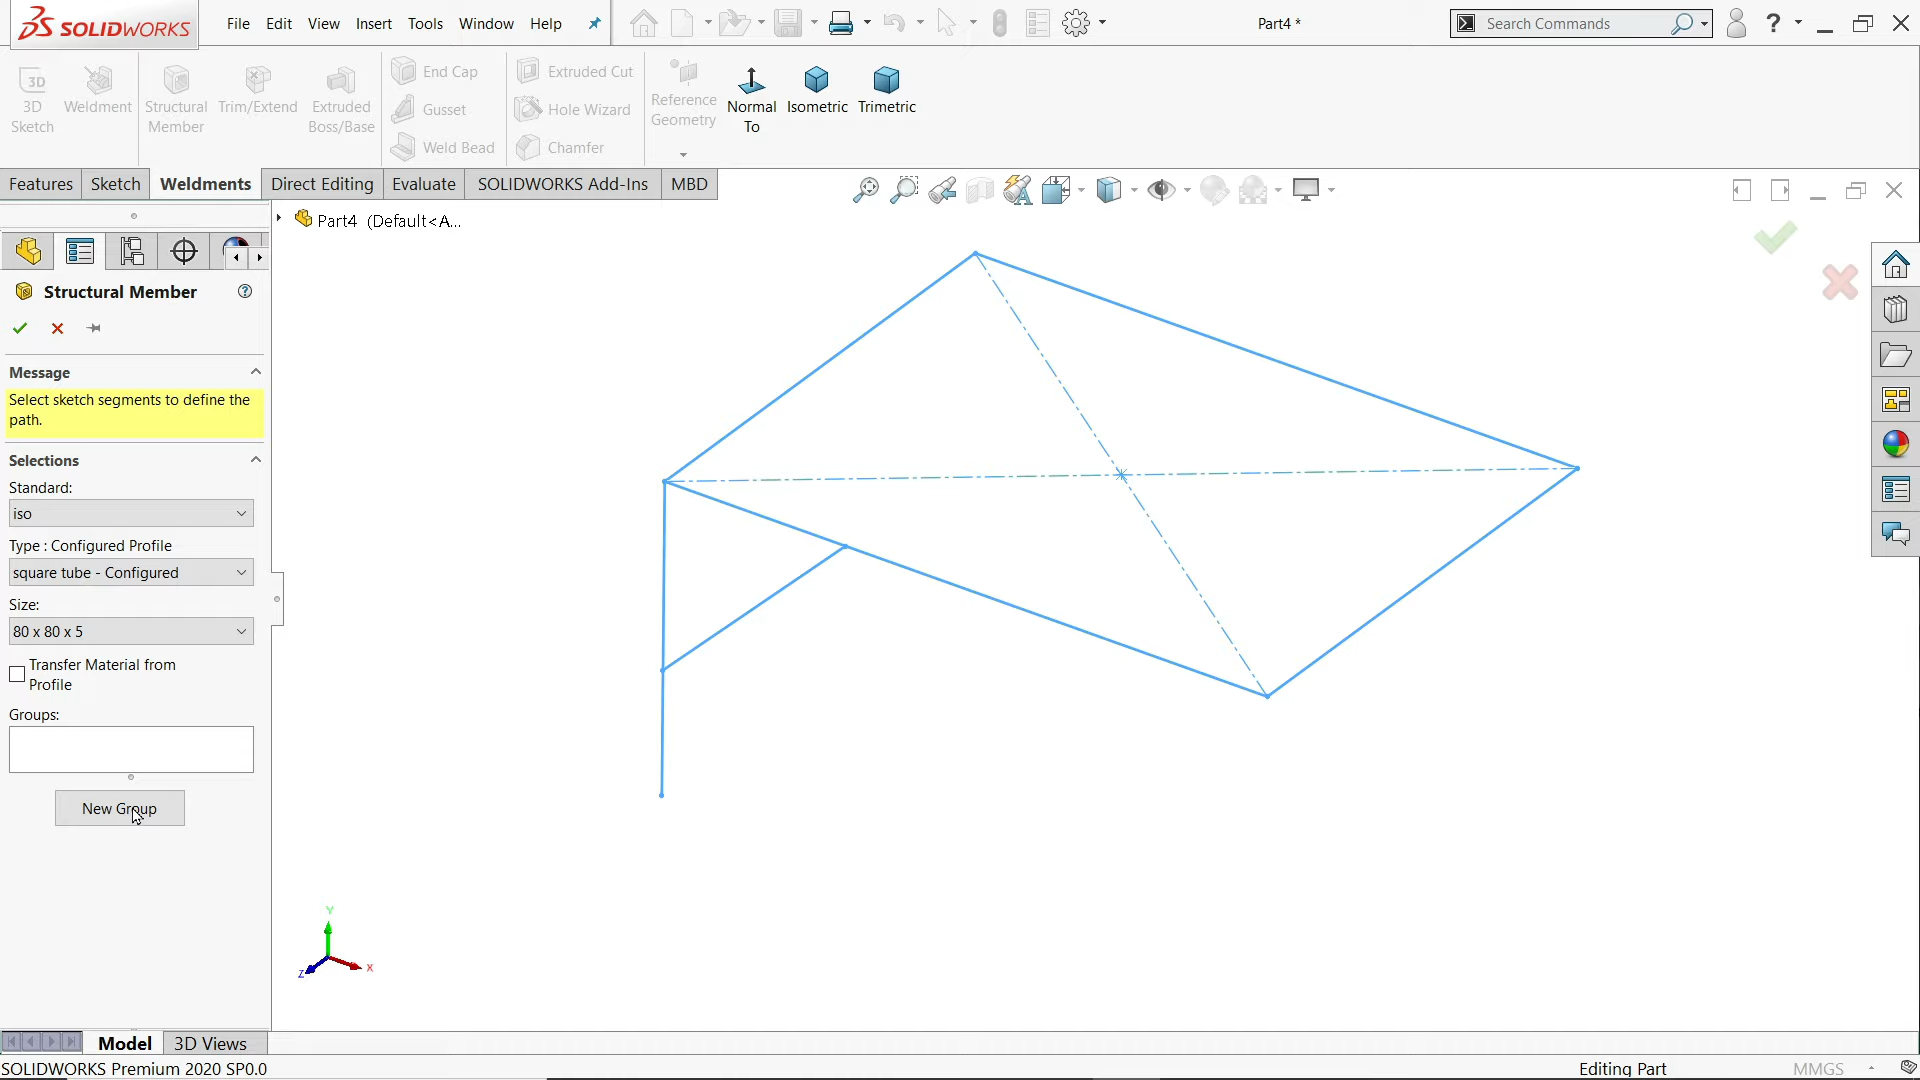 SOLIDWORKS
File Edit View Insert Tools Window Help
Part4 *
Search Commands
?
3D Sketch
Weldment
Structural Member
Trim/Extend
Extruded Boss/Base
End Cap
Gusset
Weld Bead
Extruded Cut
Hole Wizard
Chamfer
Reference Geometry
Normal To
Isometric
Trimetric
Features Sketch Weldments Direct Editing Evaluate SOLIDWORKS Add-Ins MBD
Part4 (Default<A...
Structural Member
?
Message
Select sketch segments to define the
path.
Selections
Standard:
iso
Type : Configured Profile
square tube - Configured
Size:
80 x 80 x 5
Transfer Material from
Profile
Groups:
New Group
Y
Z
X
Model 3D Views
SOLIDWORKS Premium 2020 SP0.0
Editing Part
MMGS